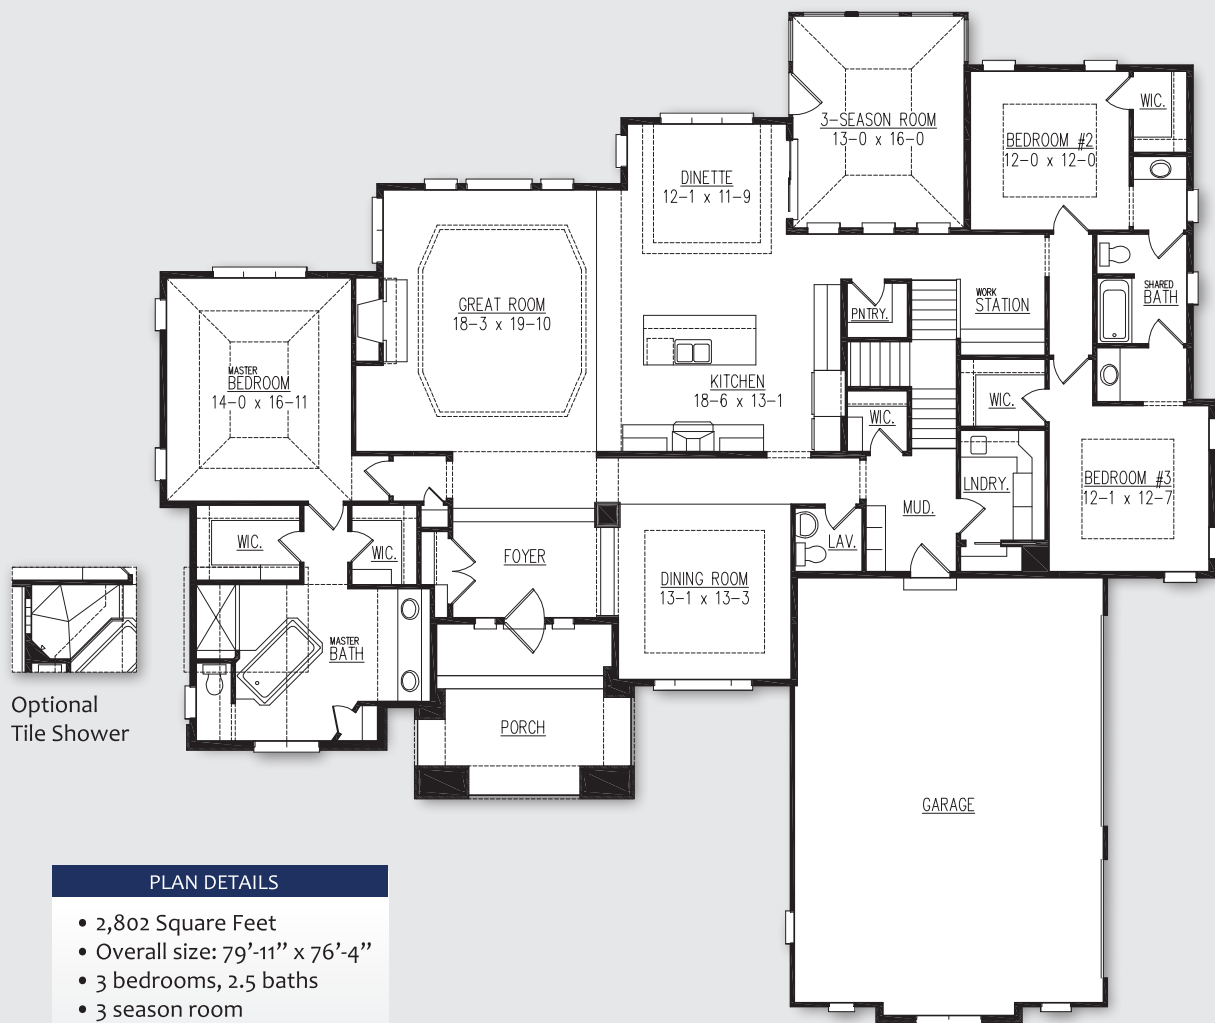 3-SEASON ROOM
13-0 x 16-0
WIC.
BEDROOM #2
12-0 x 12-0
DINETTE
12-1 x 11-9
SHARED
BATH
WORK
STATION
PNTRY.
GREAT ROOM
18-3 x 19-10
MASTER
BEDROOM
14-0 x 16-11
KITCHEN
18-6 x 13-1
WIC.
WIC.
BEDROOM #3
12-1 x 12-7
LNDRY.
MUD.
LAV.
WIC.
WIC.
FOYER
DINING ROOM
13-1 x 13-3
MASTER
BATH
Optional
Tile Shower
PORCH
GARAGE
PLAN DETAILS
• 2,802 Square Feet
• Overall size: 79’-11” x 76’-4”
• 3 bedrooms, 2.5 baths
• 3 season room